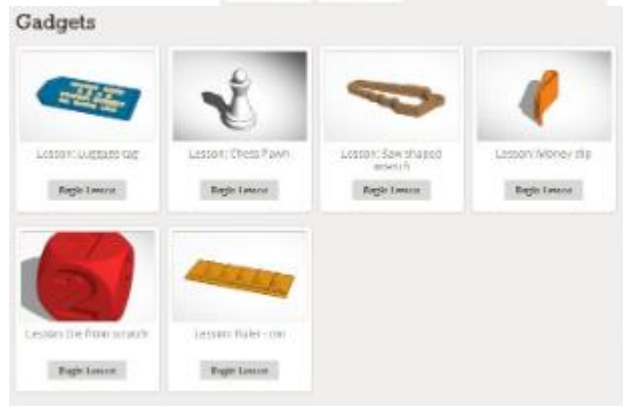 Gadgets
Lesson: Luggage tag
Begin Lesson
Lesson: Chess Pawn
Begin Lesson
Lesson: Saw shaped
Begin Lesson
Lesson: Money clip
Begin Lesson
2
Lesson: Die from scratch
Begin Lesson
Lesson: Ruler - cm
Begin Lesson